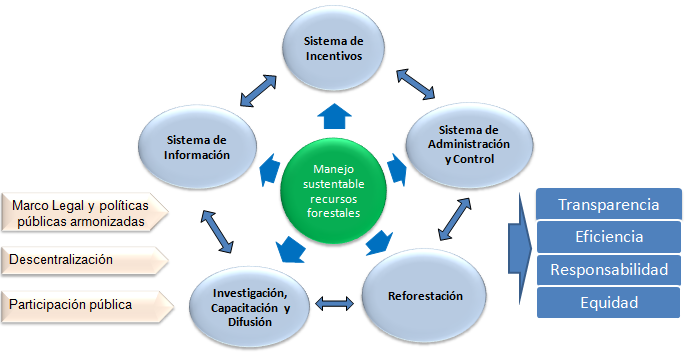 Sistema de
Incentivos
Sistema de
Información
Sistema de
Administración
y Control
Manejo
sustentable
recursos
forestales
Marco Legal y políticas
públicas armonizadas
Descentralización
Participación pública
Investigación,
Capacitación y
Difusión
Reforestación
Transparencia
Eficiencia
Responsabilidad
Equidad